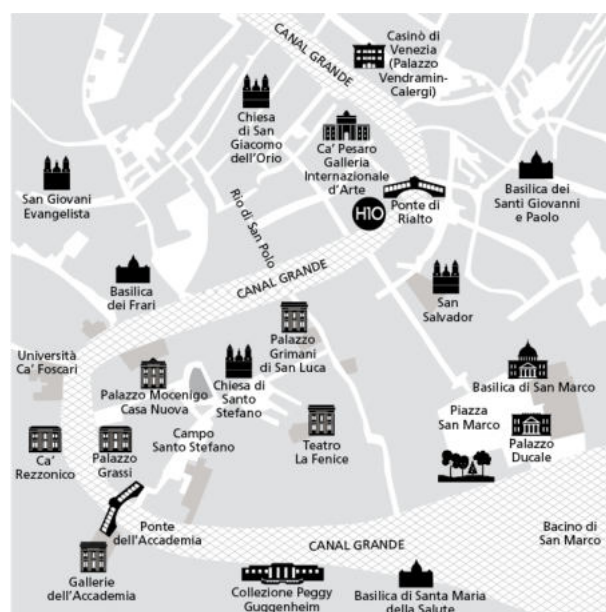 CANAL GRANDE
Casinò di
Venezia
(Palazzo
Vendramin-
Calergi)
Chiesa
di San
Giacomo
dell'Orio
Ca' Pesaro
Galleria
Internazionale
d'Arte
San Giovani
Evangelista
Basilica dei
Santi Giovanni
e Paolo
H10
Ponte di
Rialto
Rio di San Polo
CANAL GRANDE
Basilica
dei Frari
San
Salvador
Palazzo
Grimani
di San Luca
Università
Ca' Foscari
Palazzo Mocenigo
Casa Nuova
Chiesa di
Santo
Stefano
Basilica di San Marco
Piazza
San Marco
Palazzo
Ducale
Campo
Santo Stefano
Teatro
La Fenice
Ca'
Rezzonico
Palazzo
Grassi
Ponte
dell'Accademia
CANAL GRANDE
Bacino di
San Marco
Gallerie
dell'Accademia
Collezione Peggy
Guggenheim
Basilica di Santa Maria
della Salute